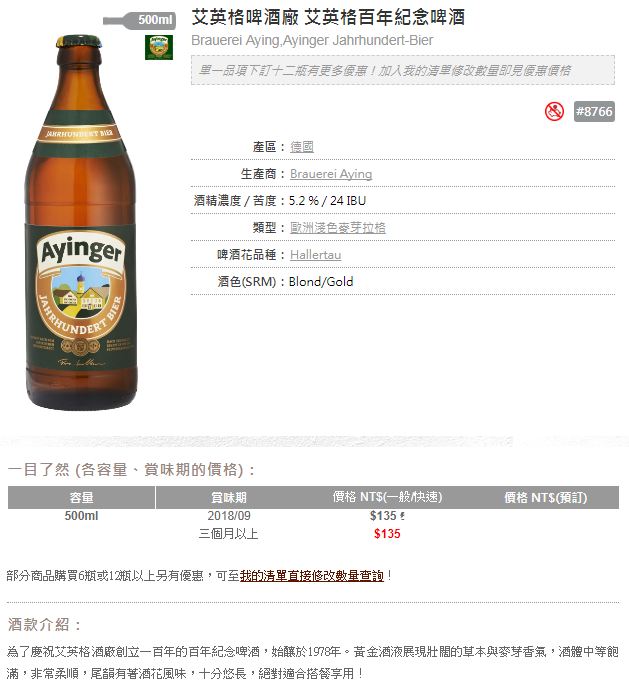 500ml
艾英格啤酒廠 艾英格百年紀念啤酒
Brauerei Aying,Ayinger Jahrhundert-Bier
單一品項下訂十二瓶有更多優惠！加入我的清單修改數量即見優惠價格
#8766
產區：德國
生產商：Brauerei Aying
酒精濃度 / 苦度：5.2 % / 24 IBU
類型：歐洲淺色麥芽拉格
啤酒花品種：Hallertau
酒色(SRM)：Blond/Gold
JAHRHUNDERT BIER
Ayinger
JAHRHUNDERT BIER
一目了然 (各容量、賞味期的價格)：
容量 賞味期 價格 NT$(一般/快速) 價格 NT$(預訂)
500ml 2018/09 $135
三個月以上 $135
部分商品購買6瓶或12瓶以上另有優惠，可至我的清單直接修改數量查詢！
酒款介紹：
為了慶祝艾英格酒廠創立一百年的百年紀念啤酒，始釀於1978年。黃金酒液展現壯闊的草本與麥芽香氣，酒體中等飽
滿，非常柔順，尾韻有著酒花風味，十分悠長，絕對適合搭餐享用！